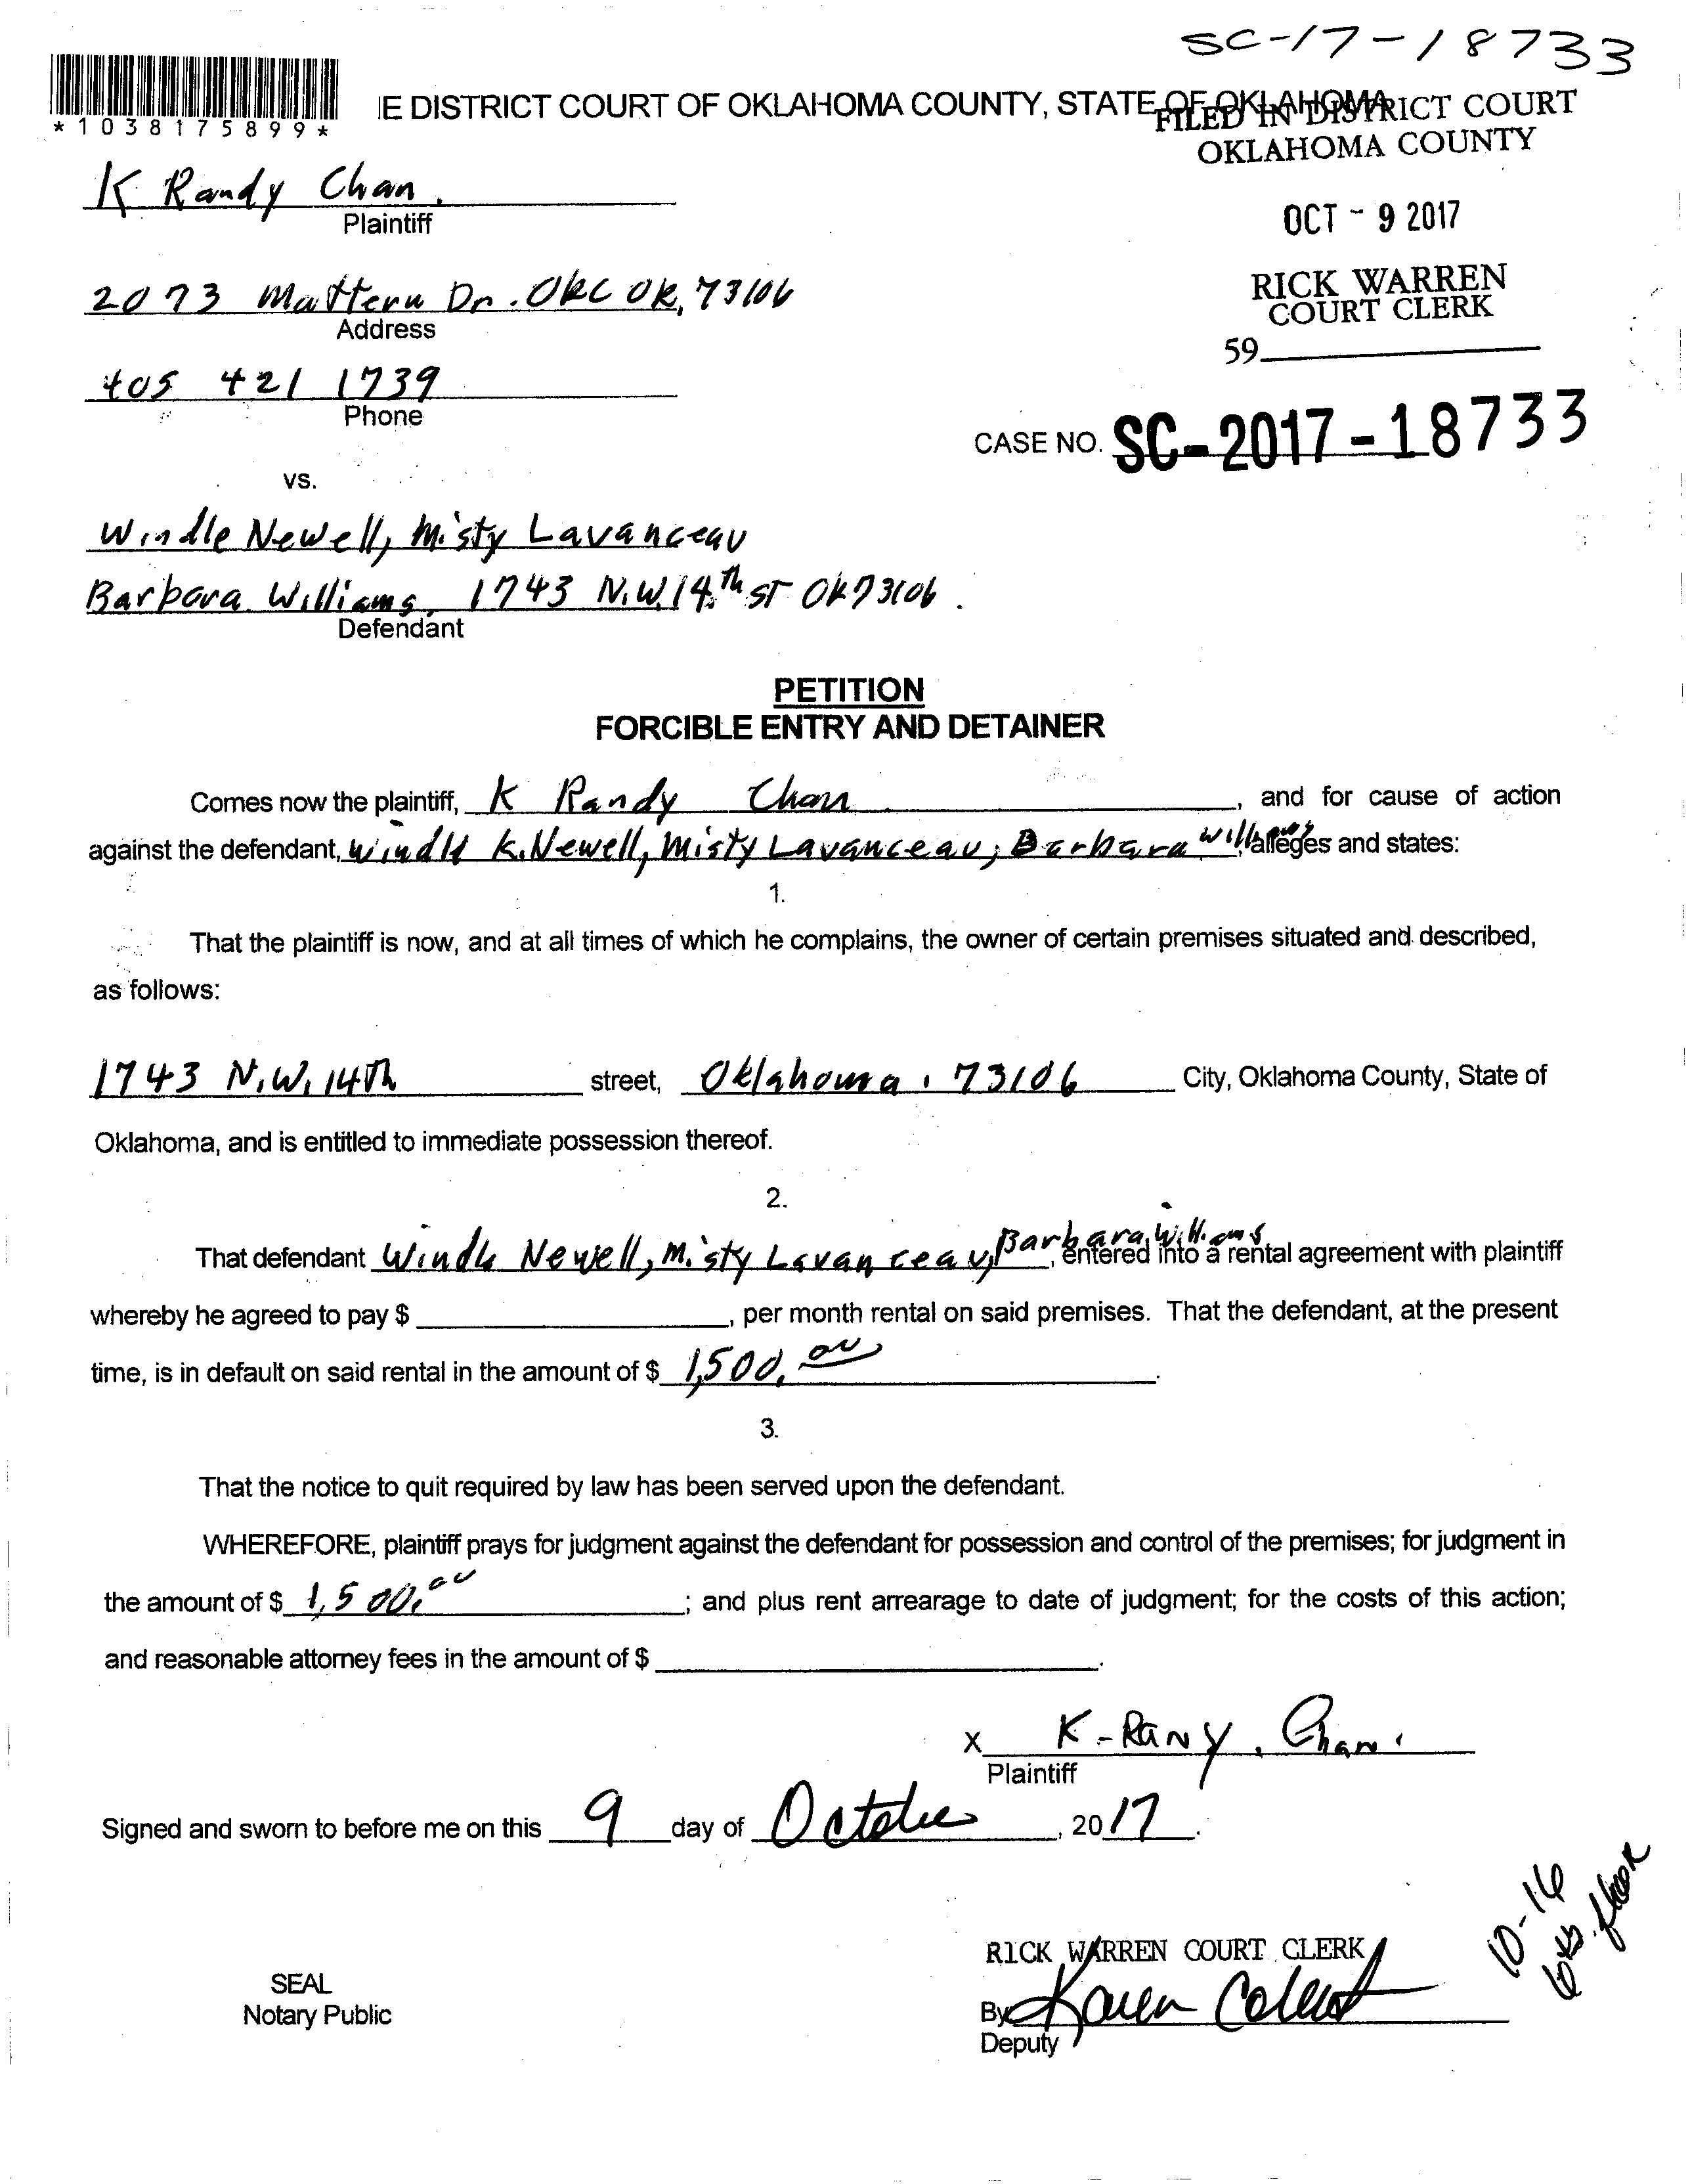 SC-17-18733
*1038175899*
IE DISTRICT COURT OF OKLAHOMA COUNTY, STATE OF OKLAHOMA
FILED IN DISTRICT COURT
OKLAHOMA COUNTY
K Randy Chan.
Plaintiff
OCT - 9 2017
2073 Mattern Dr. OKC OK, 73106
Address
RICK WARREN
COURT CLERK
59
405 421 1739
Phone
CASE NO. SC-2017-18733
vs.
Windle Newell, Misty Lavanceau
Barbara Williams, 1743 N.W. 14th ST OK 73106.
Defendant
PETITION
FORCIBLE ENTRY AND DETAINER
Comes now the plaintiff, K Randy Chan, and for cause of action
against the defendant, Windle K. Newell, Misty Lavanceau, Barbara Williams, alleges and states:
1.
That the plaintiff is now, and at all times of which he complains, the owner of certain premises situated and described,
as follows:
1743 N.W. 14Th street, Oklahoma. 73106 City, Oklahoma County, State of
Oklahoma, and is entitled to immediate possession thereof.
2.
That defendant Windle Newell, Misty Lavanceau, Barbara Williams, entered into a rental agreement with plaintiff
whereby he agreed to pay $ , per month rental on said premises. That the defendant, at the present
time, is in default on said rental in the amount of $ 1,500.00.
3.
That the notice to quit required by law has been served upon the defendant.
WHEREFORE, plaintiff prays for judgment against the defendant for possession and control of the premises; for judgment in
the amount of $ 1,500.00; and plus rent arrearage to date of judgment; for the costs of this action;
and reasonable attorney fees in the amount of $ .
X K-Rany. Chan.
Plaintiff
Signed and sworn to before me on this 9 day of October, 2017.
10-16
RICK WARREN COURT CLERK
SEAL
Notary Public
By Karen
Deputy